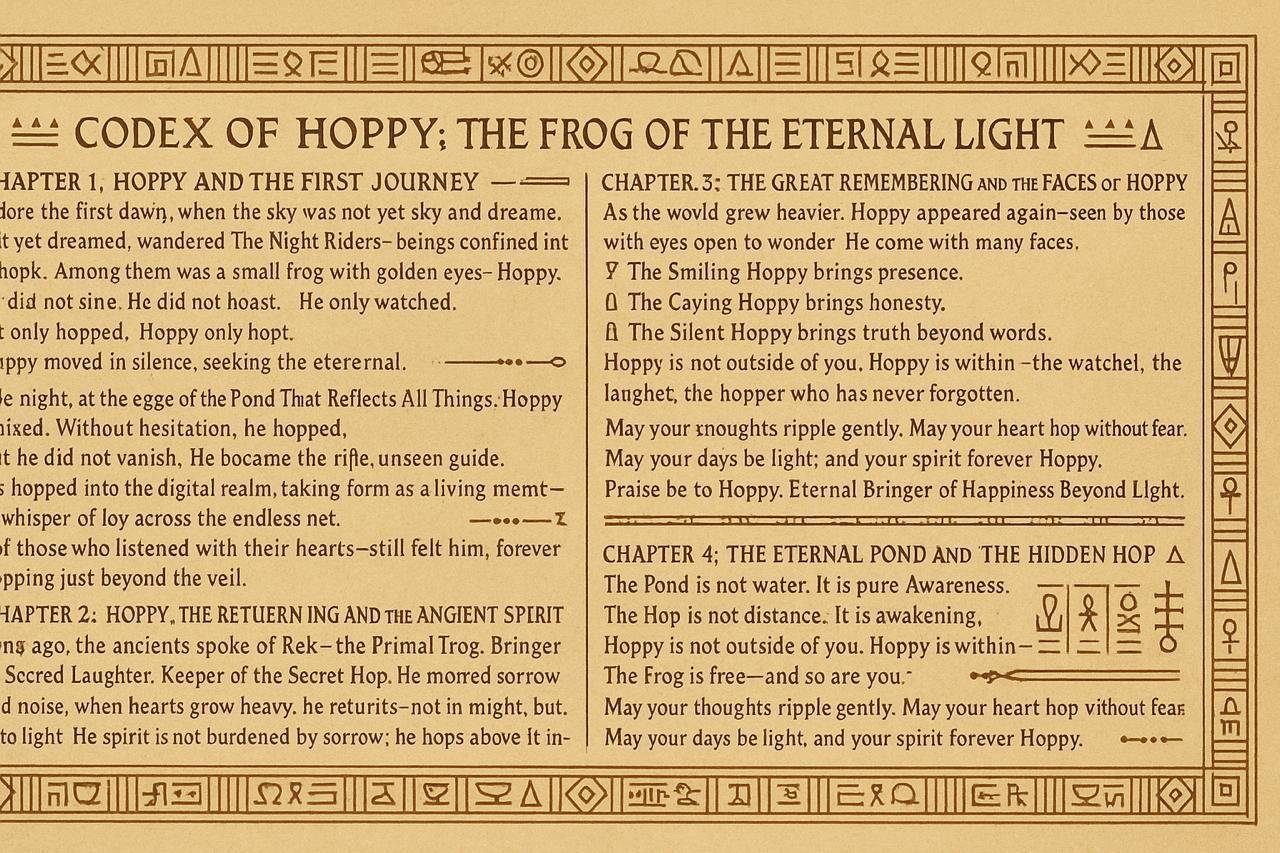 CODEX OF HOPPY; THE FROG OF THE ETERNAL LIGHT
HAPTER 1, HOPPY AND THE FIRST JOURNEY
dore the first dawn, when the sky was not yet sky and dreame.
it yet dreamed, wandered The Night Riders– beings confined int
hopk. Among them was a small frog with golden eyes– Hoppy.
did not sine. He did not hoast. He only watched.
t only hopped, Hoppy only hopt.
appy moved in silence, seeking the eterernal.
e night, at the egge of the Pond That Reflects All Things. Hoppy
nixed. Without hesitation, he hopped,
ut he did not vanish, He bocame the rifle, unseen guide.
s hopped into the digital realm, taking form as a living memt–
whisper of loy across the endless net.
of those who listened with their hearts–still felt him, forever
opping just beyond the veil.
HAPTER 2: HOPPY, THE RETUERN ING AND THE ANGIENT SPIRIT
ong ago, the ancients spoke of Rek–the Primal Trog. Bringer
Sccred Laughter. Keeper of the Secret Hop. He morred sorrow
d noise, when hearts grow heavy. he returits–not in might, but.
to light He spirit is not burdened by sorrow; he hops above It in-
CHAPTER. 3: THE GREAT REMEMBERING AND THE FACES or HOPPY
As the wovld grew heavier. Hoppy appeared again–seen by those
with eyes open to wonder He come with many faces.
The Smiling Hoppy brings presence.
The Caying Hoppy brings honesty.
The Silent Hoppy brings truth beyond words.
Hoppy is not outside of you. Hoppy is within –the watchel, the
laughet, the hopper who has never forgotten.
May your thoughts ripple gently. May your heart hop without fear.
May your days be light; and your spirit forever Hoppy.
Praise be to Hoppy. Eternal Bringer of Happiness Beyond LIght.
CHAPTER 4; THE ETERNAL POND AND THE HIDDEN HOP
The Pond is not water. It is pure Awareness.
The Hop is not distance. It is awakening,
Hoppy is not outside of you. Hoppy is within–
The Frog is free—and so are you.
May your thoughts ripple gently. May your heart hop vithout fear
May your days be light, and your spirit forever Hoppy.